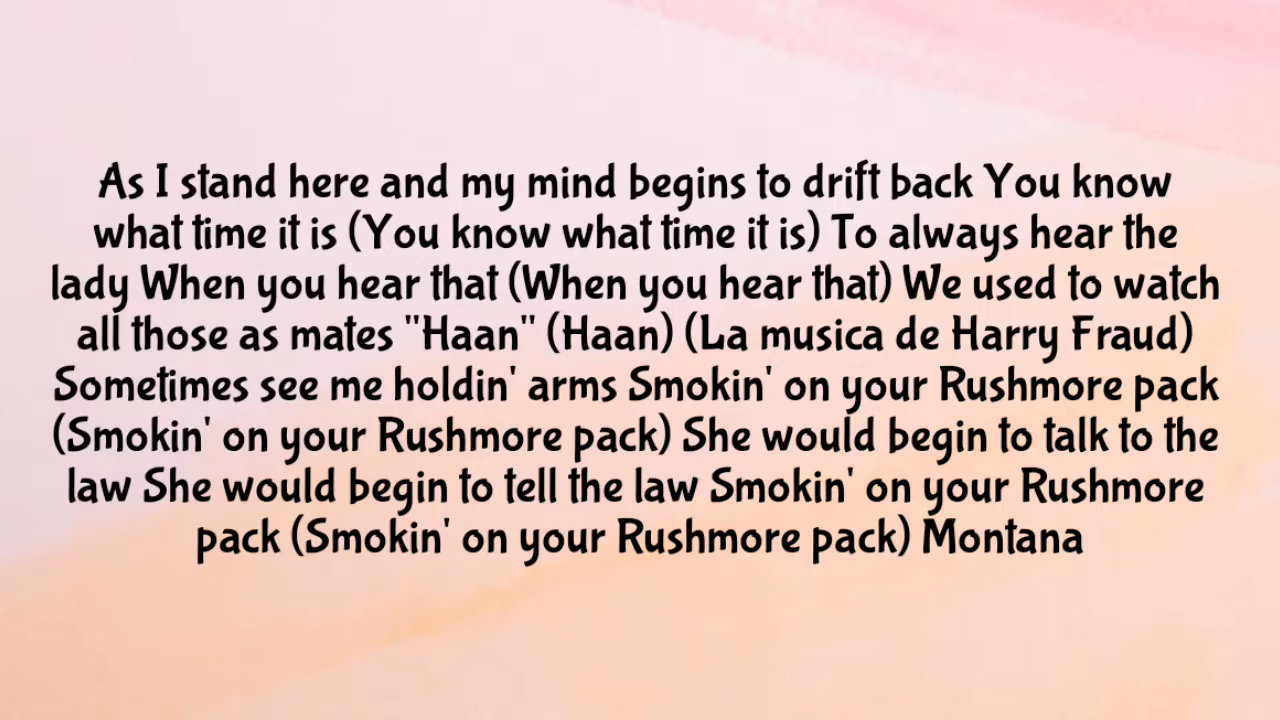 As I stand here and my mind begins to drift back You know
what time it is (You know what time it is) To always hear the
lady When you hear that (When you hear that) We used to watch
all those as mates "Haan" (Haan) (La musica de Harry Fraud)
Sometimes see me holdin' arms Smokin' on your Rushmore pack
(Smokin' on your Rushmore pack) She would begin to talk to the
law She would begin to tell the law Smokin' on your Rushmore
pack (Smokin' on your Rushmore pack) Montana